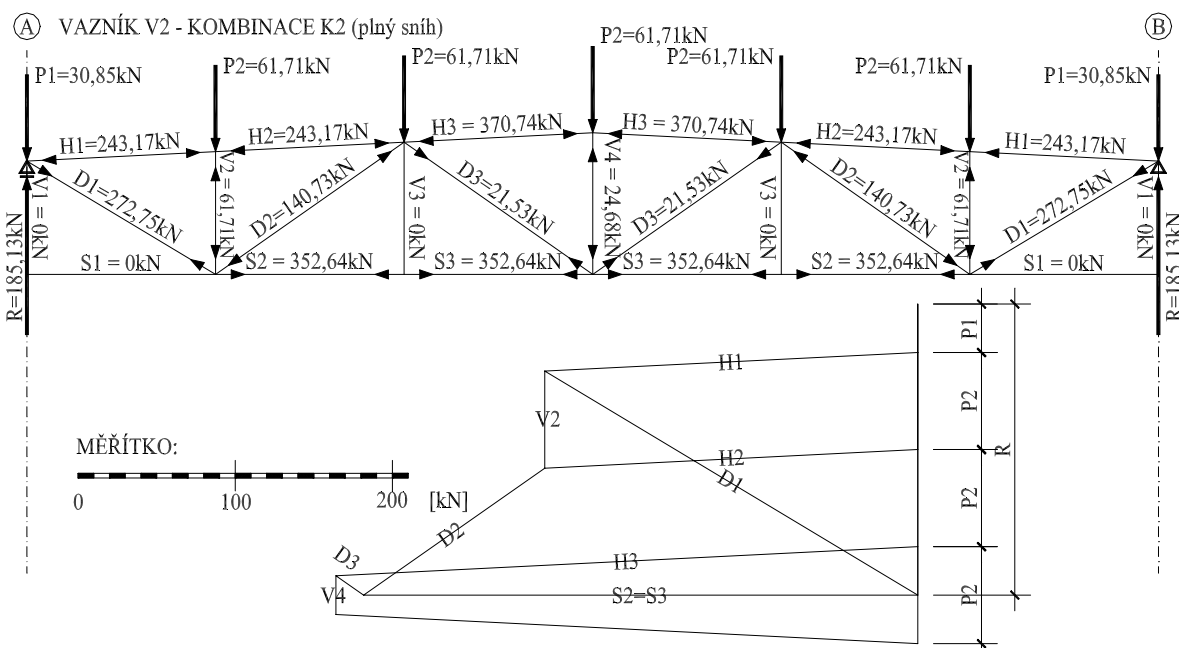 A VAZNÍK V2 - KOMBINACE K2 (plný sníh) B
P2=61,71kN
P2=61,71kN P2=61,71kN
P1=30,85kN P2=61,71kN P2=61,71kN P1=30,85kN
H1=243,17kN H2=243,17kN H3 = 370,74kN H3 = 370,74kN H2=243,17kN H1=243,17kN
V1 = 0kN
D1=272,75kN
V2 = 61,71kN
D2=140,73kN
V3 = 0kN
D3=21,53kN
V4 = 24,68kN
D3=21,53kN
V3 = 0kN
D2=140,73kN
V2 = 61,71kN
D1=272,75kN
V1 = 0kN
R=185,13kN
S1 = 0kN S2 = 352,64kN S3 = 352,64kN S3 = 352,64kN S2 = 352,64kN S1 = 0kN
R=185,13kN
P1
H1
V2
P2
R
H2
D1
MĚŘÍTKO:
0 100 200 [kN]
P2
D2
D3
H3
V4
S2=S3
P2